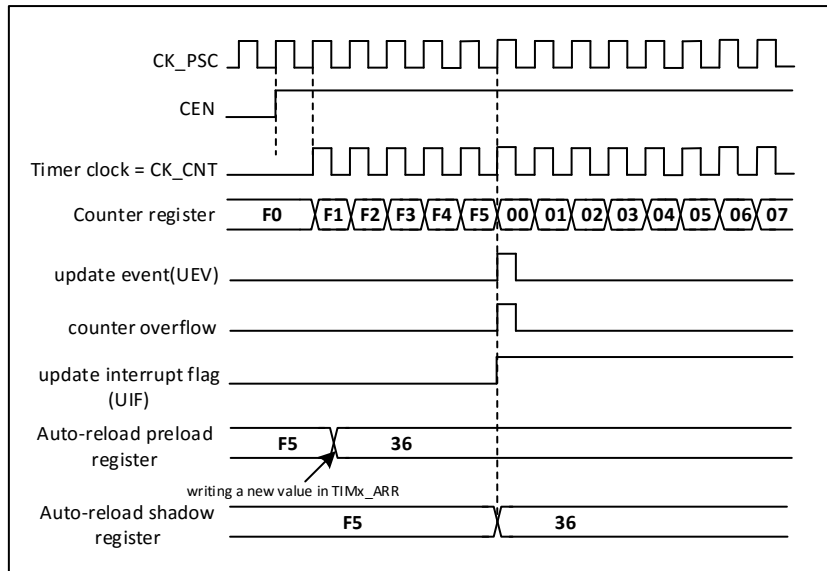 CK_PSC
CEN
Timer clock = CK_CNT
Counter register
F0 F1 F2 F3 F4 F5 00 01 02 03 04 05 06 07
update event(UEV)
counter overflow
update interrupt flag
(UIF)
Auto-reload preload
register
F5 36
writing a new value in TIMx_ARR
Auto-reload shadow
register
F5 36